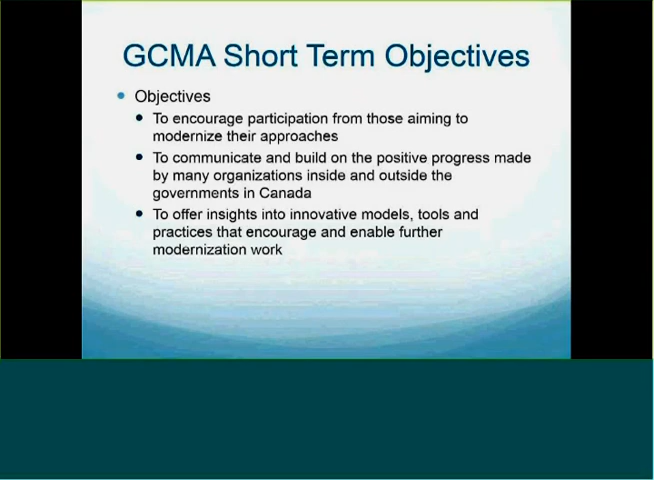 GCMA Short Term Objectives
Objectives
To encourage participation from those aiming to
modernize their approaches
To communicate and build on the positive progress made
by many organizations inside and outside the
governments in Canada
To offer insights into innovative models, tools and
practices that encourage and enable further
modernization work